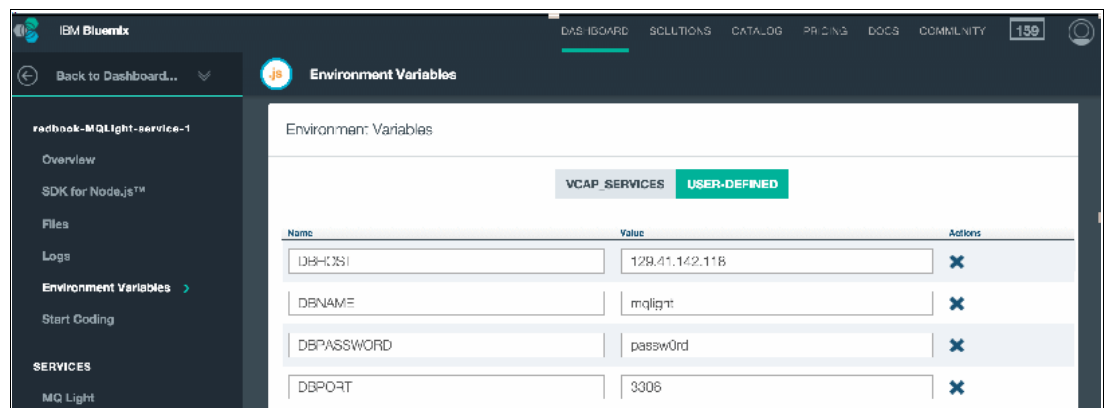 IBM Bluemix
DASHBOARD SOLUTIONS CATALOG PRICING DOCS COMMUNITY 159
Back to Dashboard...
.js Environment Variables
redbook-MQLight-service-1
Overview
SDK for Node.js™
Files
Logs
Environment Variables
Start Coding
SERVICES
MQ Light
Environment Variables
VCAP_SERVICES USER-DEFINED
Name Value Actions
DBHOST 129.41.142.118
DBNAME mqlight
DBPASSWORD passw0rd
DBPORT 3306